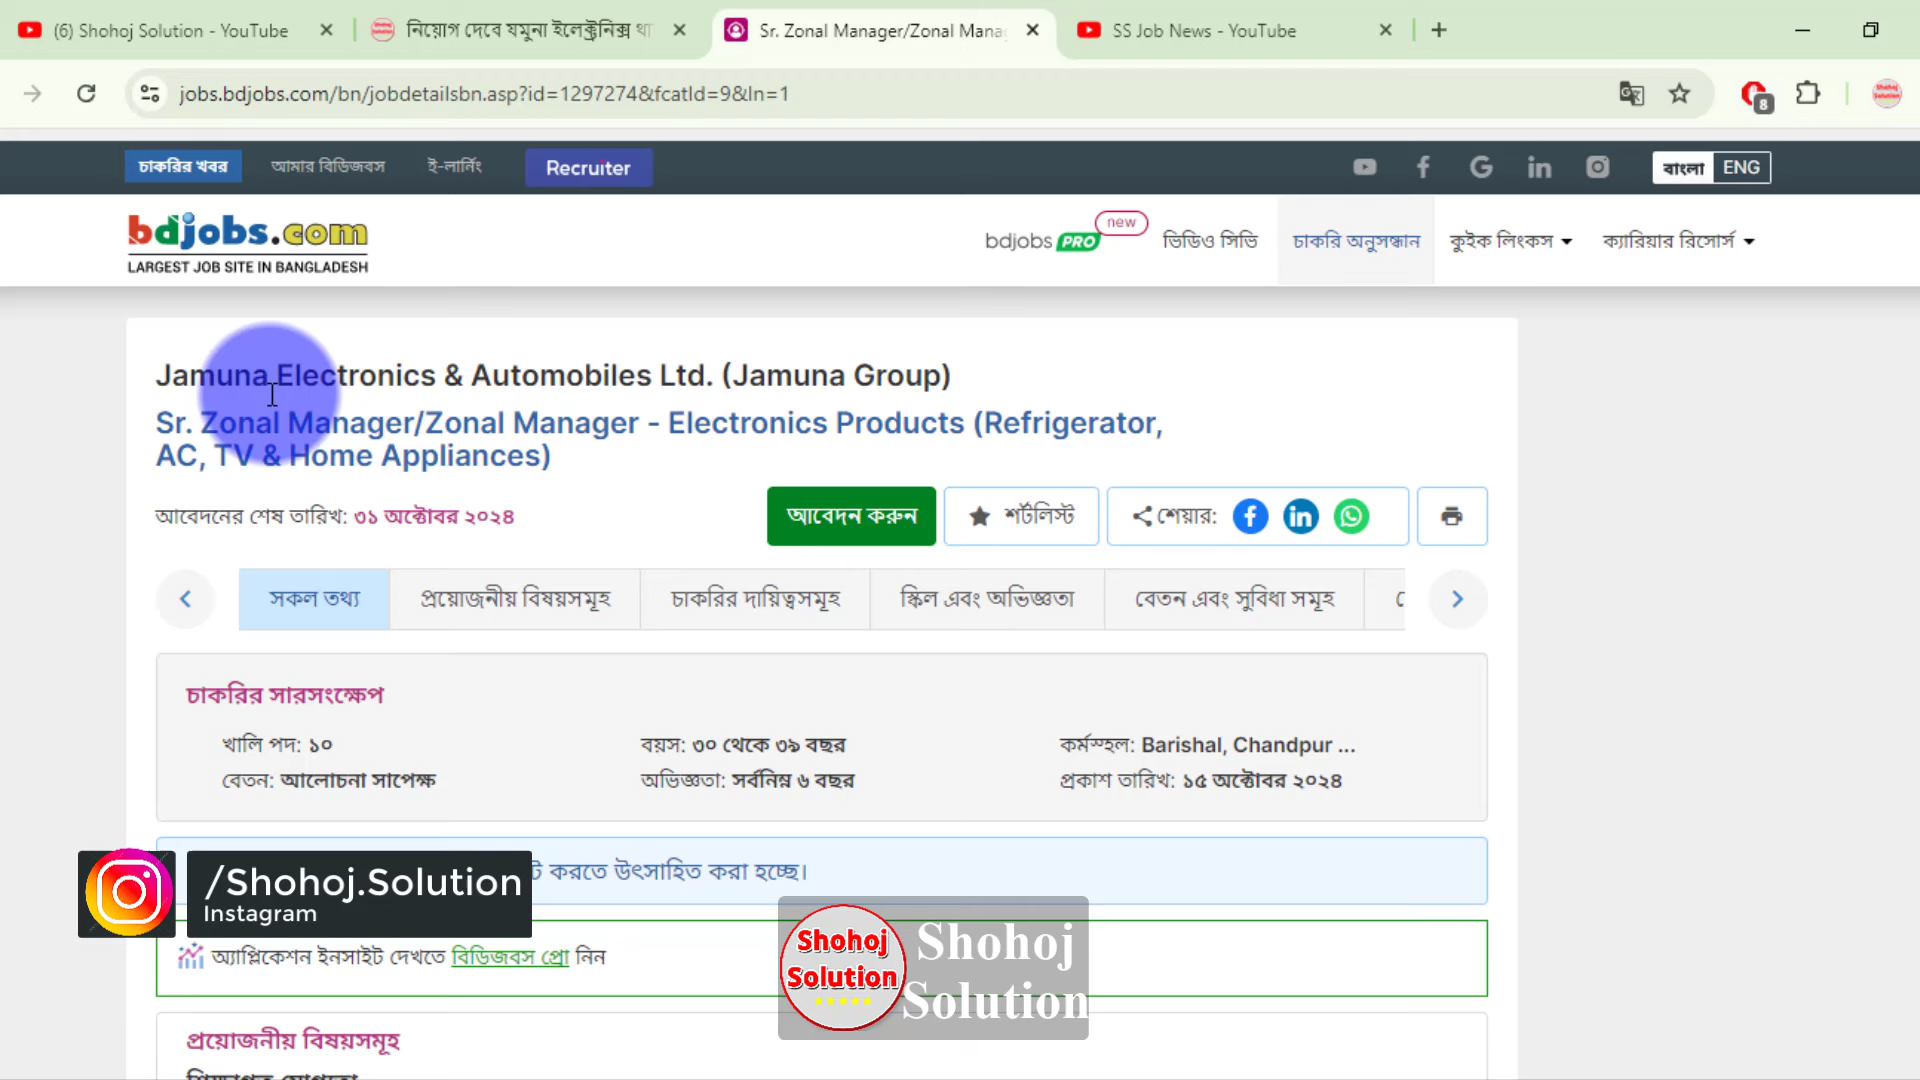 (6) Shohoj Solution - YouTube
নিয়োগ দেবে যমুনা ইলেক্ট্রনিক্স
Sr. Zonal Manager/Zonal Mana
SS Job News - YouTube
jobs.bdjobs.com/bn/jobdetailsbn.asp?id=1297274&fcatId=9&ln=1
8
চাকরির খবর
আমার বিডিজবস
ই-লার্নিং
Recruiter
বাংলা ENG
bdjobs.com
LARGEST JOB SITE IN BANGLADESH
bdjobs PRO new
ভিডিও সিভি
চাকরি অনুসন্ধান
কুইক লিংকস
ক্যারিয়ার রিসোর্স
Jamuna Electronics & Automobiles Ltd. (Jamuna Group)
Sr. Zonal Manager/Zonal Manager - Electronics Products (Refrigerator,
AC, TV & Home Appliances)
আবেদনের শেষ তারিখ: ৩১ অক্টোবর ২০২৪
আবেদন করুন
শর্টলিস্ট
শেয়ার:
সকল তথ্য
প্রয়োজনীয় বিষয়সমূহ
চাকরির দায়িত্বসমূহ
স্কিল এবং অভিজ্ঞতা
বেতন এবং সুবিধা সমূহ
চাকরির সারসংক্ষেপ
খালি পদ: ১০
বয়স: ৩০ থেকে ৩৯ বছর
কর্মস্হল: Barishal, Chandpur ...
বেতন: আলোচনা সাপেক্ষ
অভিজ্ঞতা: সর্বনিম্ন ৬ বছর
প্রকাশ তারিখ: ১৫ অক্টোবর ২০২৪
করতে উৎসাহিত করা হচ্ছে।
/Shohoj.Solution
Instagram
অ্যাপ্লিকেশন ইনসাইট দেখতে বিডিজবস প্রো নিন
Shohoj
Solution
Shohoj
Solution
প্রয়োজনীয় বিষয়সমূহ